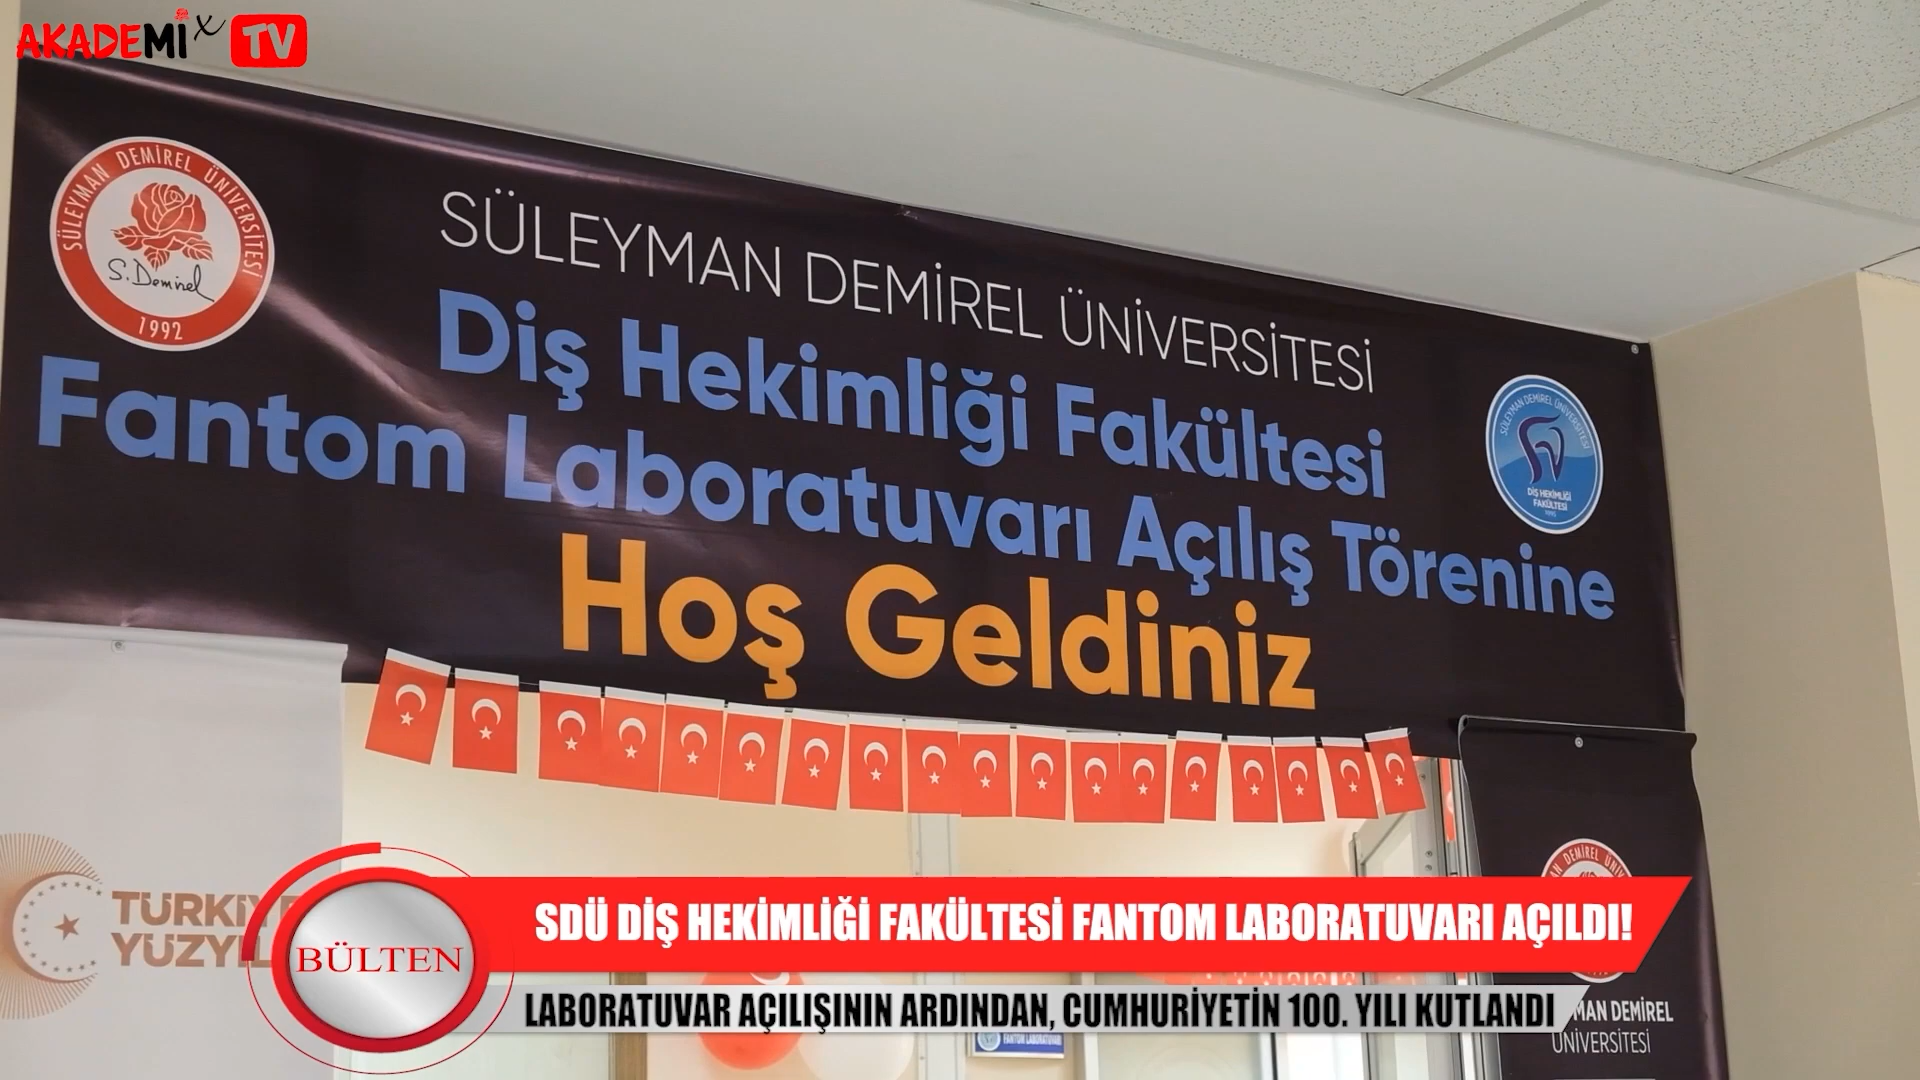 AKADEMİX TV
SÜLEYMAN DEMİREL ÜNİVERSİTESİ
S. Demirel
1992
SÜLEYMAN DEMİREL ÜNİVERSİTESİ
Diş Hekimliği Fakültesi
Fantom Laboratuvarı Açılış Törenine
Hoş Geldiniz
SÜLEYMAN DEMİREL ÜNİVERSİTESİ
DİŞ HEKİMLİĞİ
FAKÜLTESİ
TÜRKİYE
YÜZYIL
BÜLTEN
SDÜ DİŞ HEKİMLİĞİ FAKÜLTESİ FANTOM LABORATUVARI AÇILDI!
LABORATUVAR AÇILIŞININ ARDINDAN, CUMHURİYETİN 100. YILI KUTLANDI
FANTOM LABORATUVARI
MAN DEMİREL
ÜNİVERSİTESİ